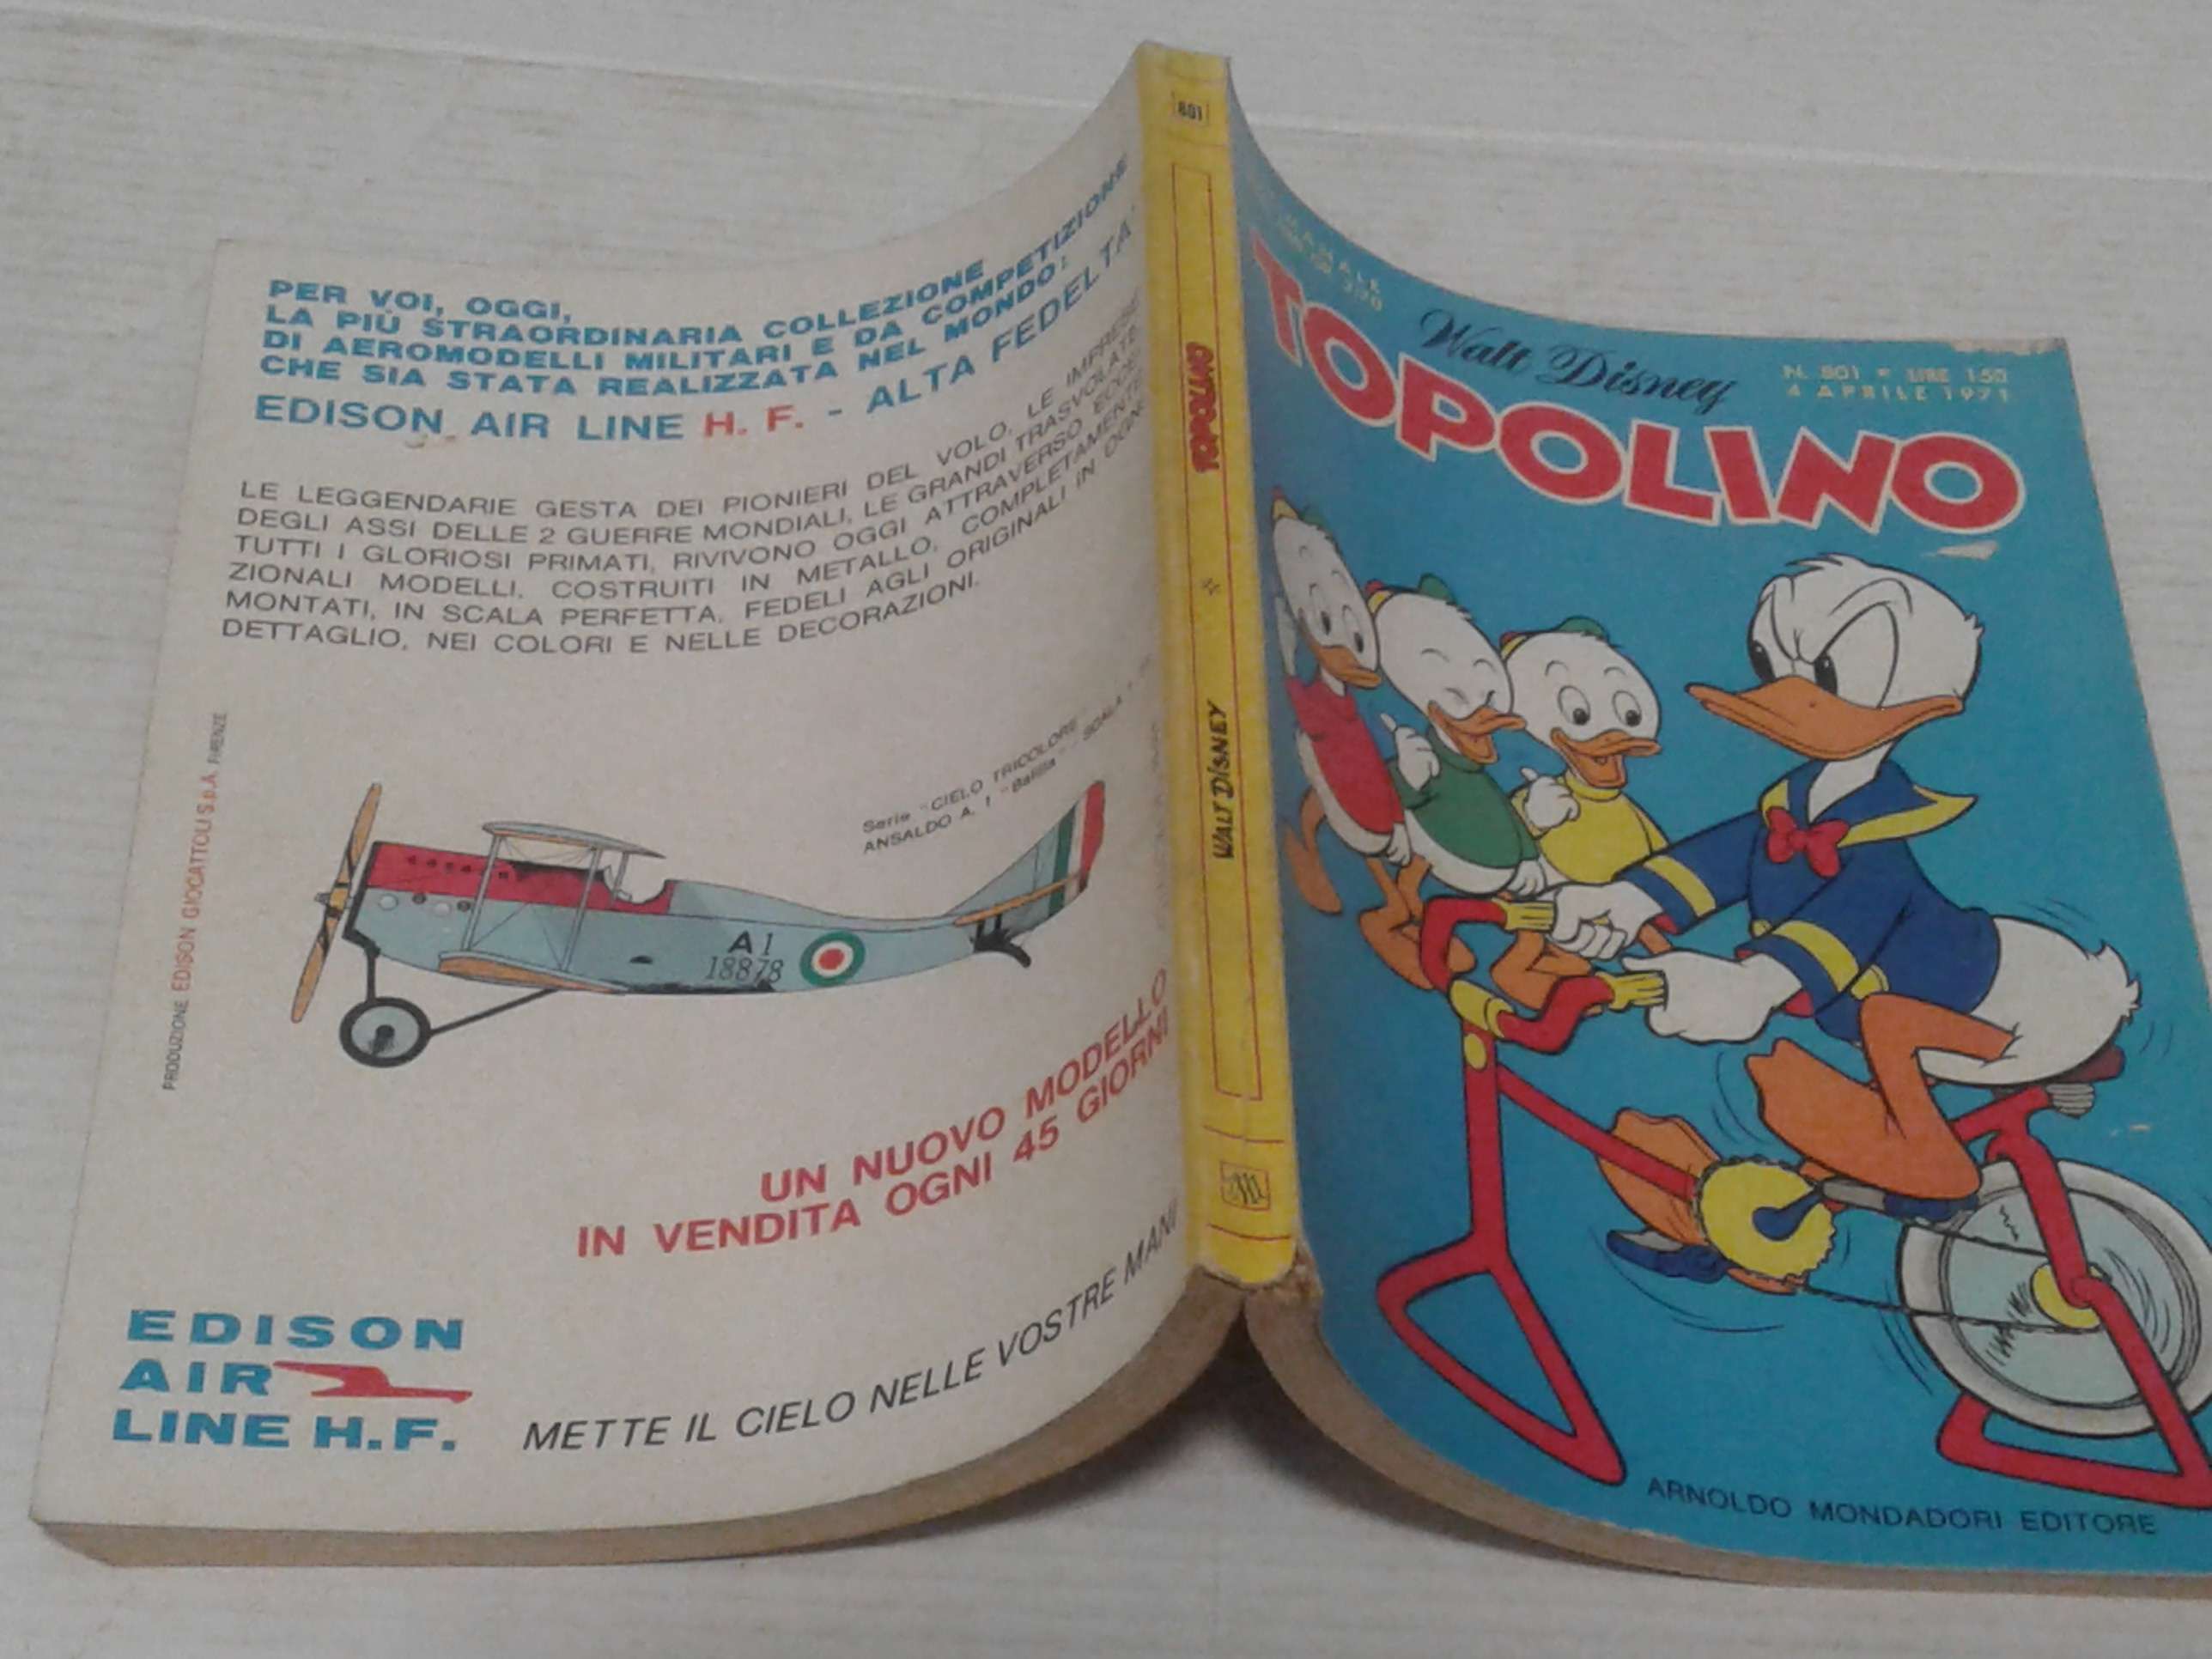 PER VOI, OGGI,
LA PIÙ STRAORDINARIA COLLEZIONE
DI AEROMODELLI MILITARI E DA COMPETIZIONE
CHE SIA STATA REALIZZATA NEL MONDO:
EDISON AIR LINE H. F. - ALTA FEDELTA'
LE LEGGENDARIE GESTA DEI PIONIERI DEL VOLO, LE IMPRESE
DEGLI ASSI DELLE 2 GUERRE MONDIALI, LE GRANDI TRASVOLATE
TUTTI I GLORIOSI PRIMATI, RIVIVONO OGGI ATTRAVERSO ECCE-
ZIONALI MODELLI, COSTRUITI IN METALLO, COMPLETAMENTE
MONTATI, IN SCALA PERFETTA, FEDELI AGLI ORIGINALI IN OGNI
DETTAGLIO, NEI COLORI E NELLE DECORAZIONI.
PRODUZIONE EDISON GIOCATTOLI S.p.A. FIRENZE
Serie "CIELO TRICOLORE"
ANSALDO A. 1 "Balilla" - SCALA 1
A1
18878
UN NUOVO MODELLO
IN VENDITA OGNI 45 GIORNI
EDISON
AIR
LINE H.F.
METTE IL CIELO NELLE VOSTRE MANI
801
TOPOLINO
*
WALT DISNEY
Walt Disney
N. 801 • LIRE 150
4 APRILE 1971
TOPOLINO
ARNOLDO MONDADORI EDITORE